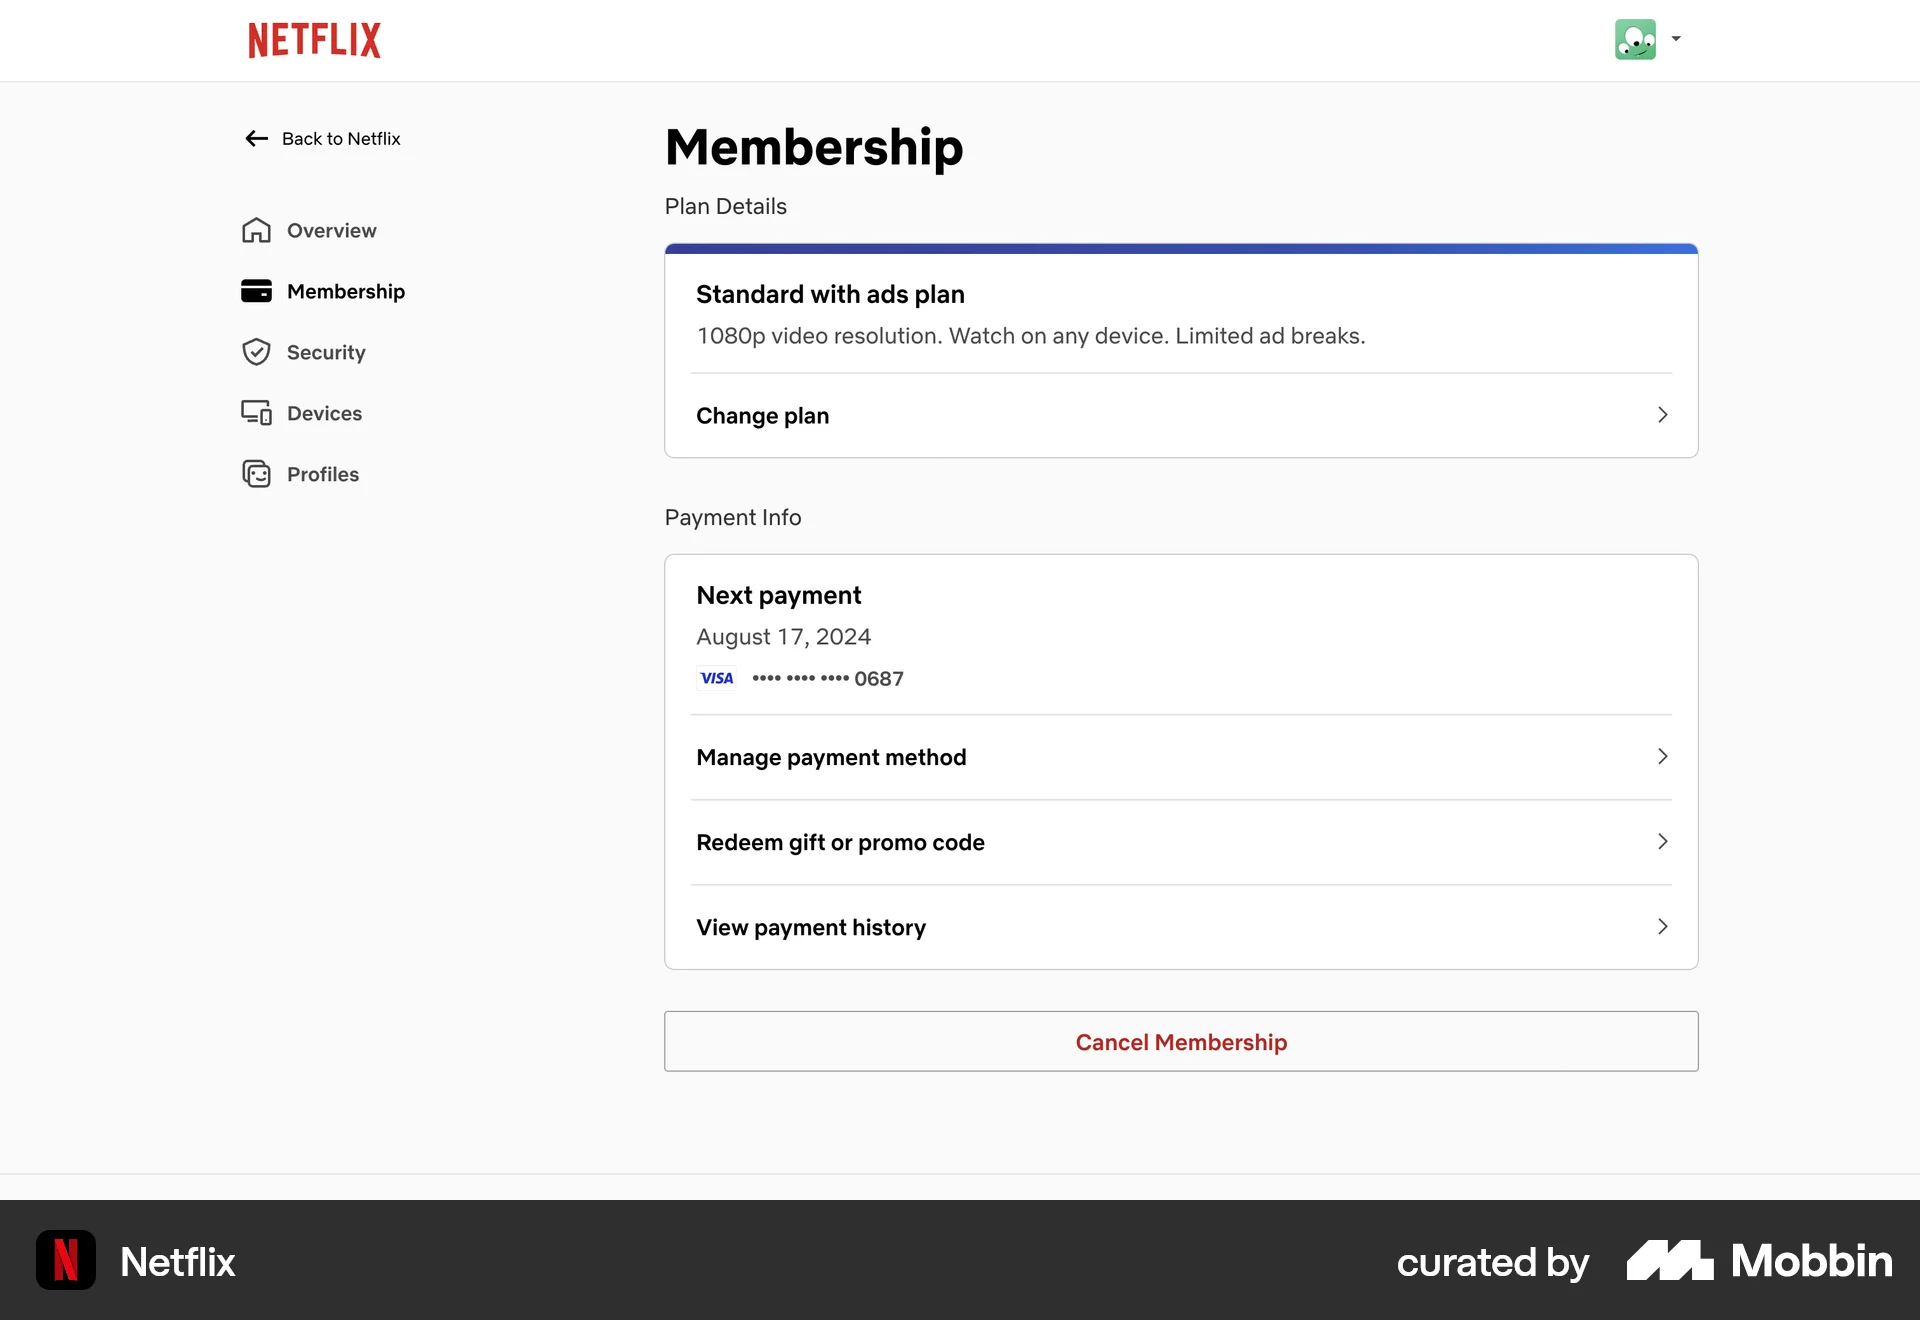 NETFLIX
Back to Netflix
Overview
Membership
Security
Devices
Profiles
Membership
Plan Details
Standard with ads plan
1080p video resolution. Watch on any device. Limited ad breaks.
Change plan
Payment Info
Next payment
August 17, 2024
VISA •••• •••• •••• 0687
Manage payment method
Redeem gift or promo code
View payment history
Cancel Membership
N Netflix
curated by Mobbin